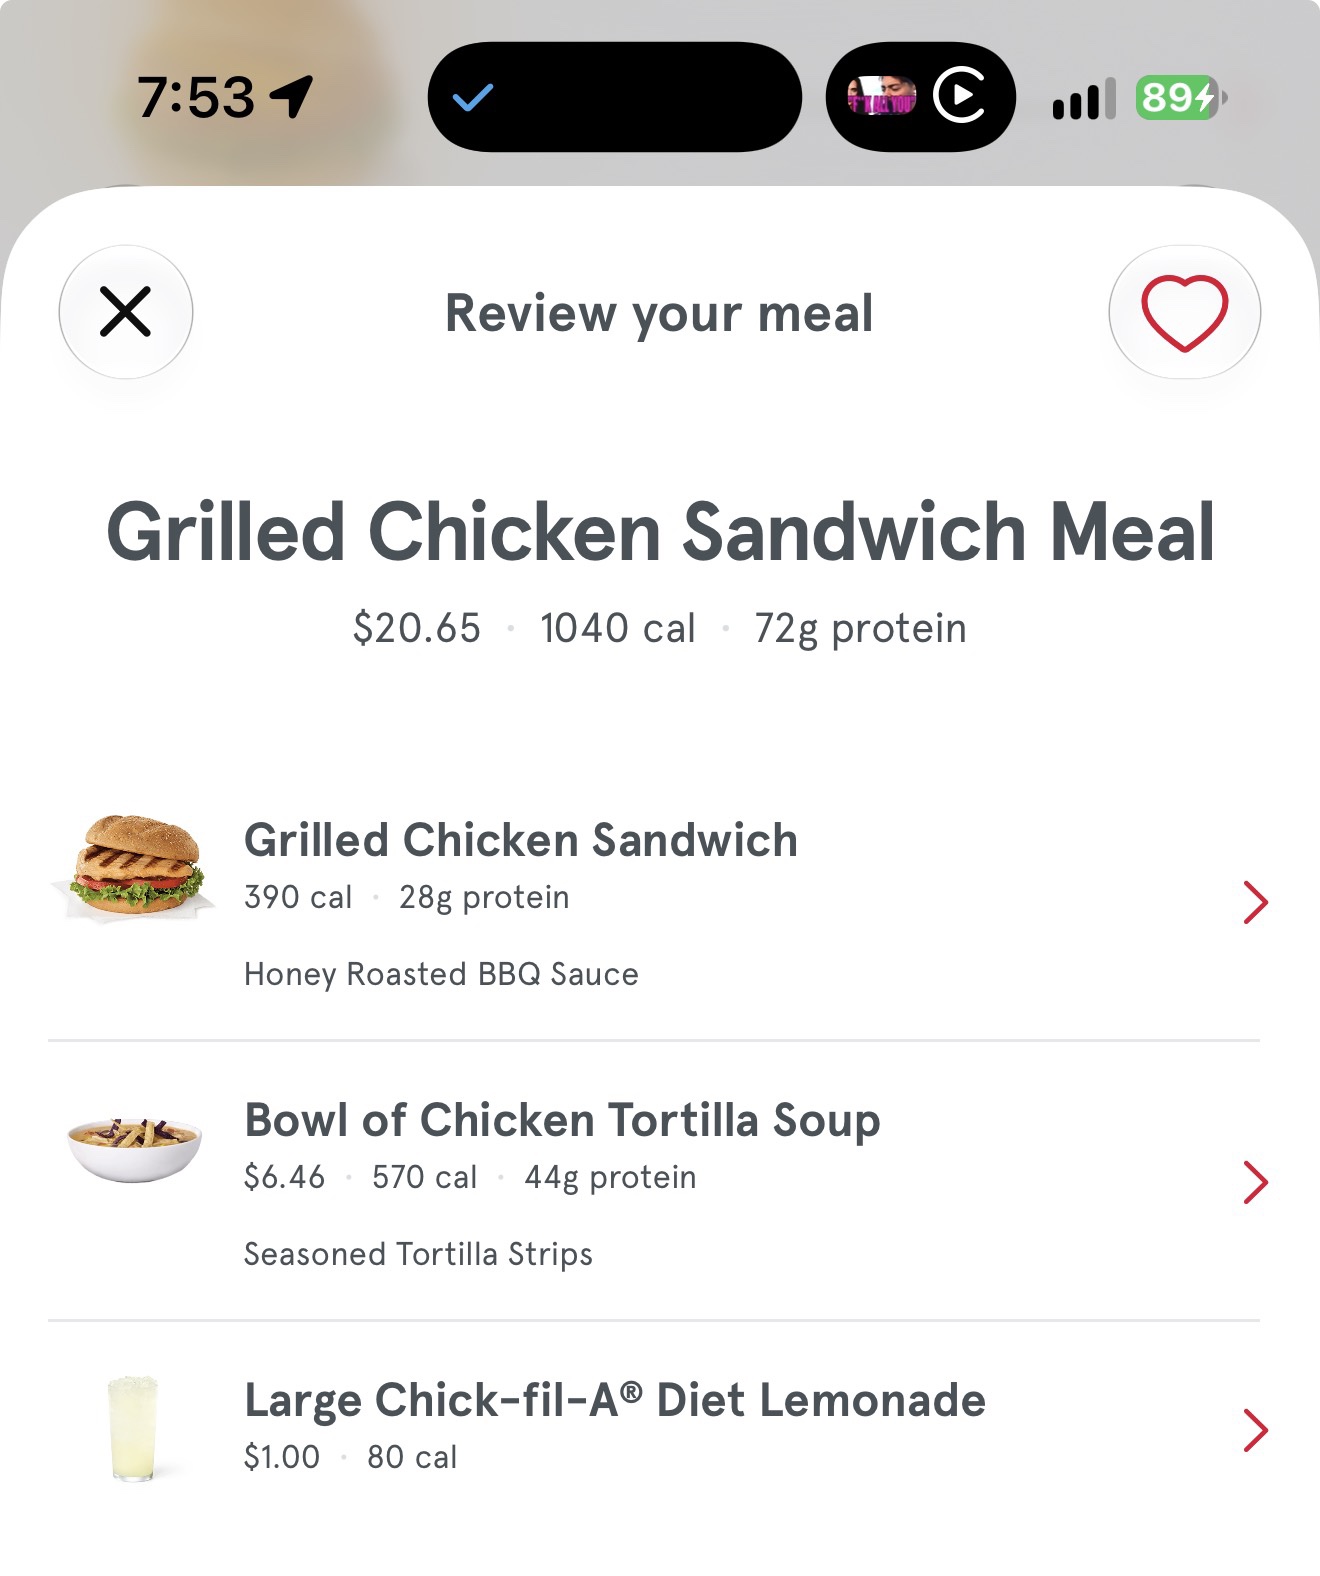 7:53
89
Review your meal
Grilled Chicken Sandwich Meal
$20.65 · 1040 cal · 72g protein
Grilled Chicken Sandwich
390 cal · 28g protein
Honey Roasted BBQ Sauce
Bowl of Chicken Tortilla Soup
$6.46 · 570 cal · 44g protein
Seasoned Tortilla Strips
Large Chick-fil-A® Diet Lemonade
$1.00 · 80 cal